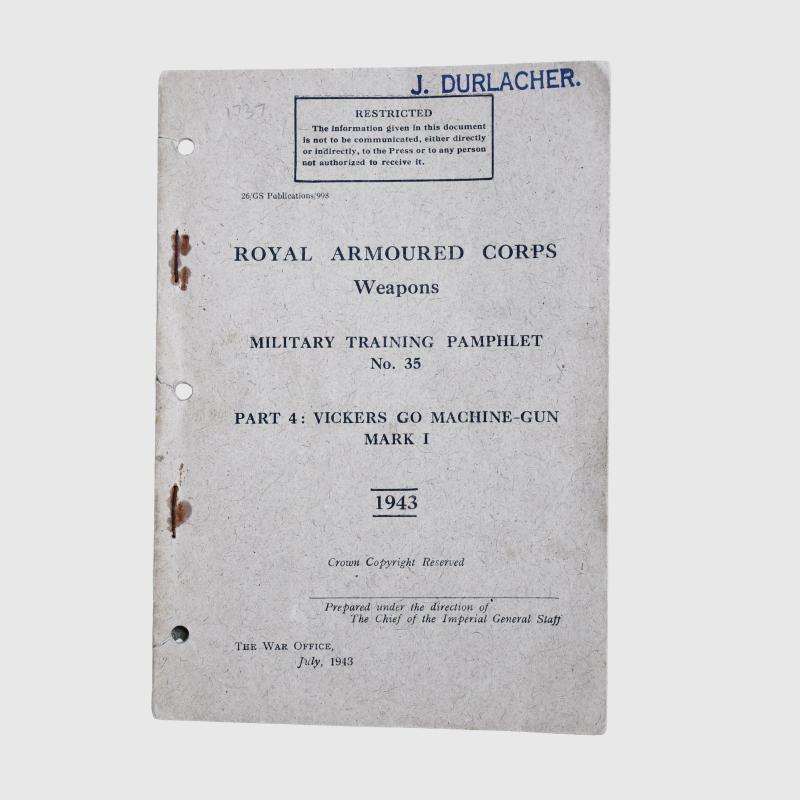 J. DURLACHER.
1737
RESTRICTED
The information given in this document
is not to be communicated, either directly
or indirectly, to the Press or to any person
not authorized to receive it.
26/GS Publications/998
ROYAL ARMOURED CORPS
Weapons
MILITARY TRAINING PAMPHLET
No. 35
PART 4: VICKERS GO MACHINE-GUN
MARK I
1943
Crown Copyright Reserved
Prepared under the direction of
The Chief of the Imperial General Staff
THE WAR OFFICE,
July, 1943